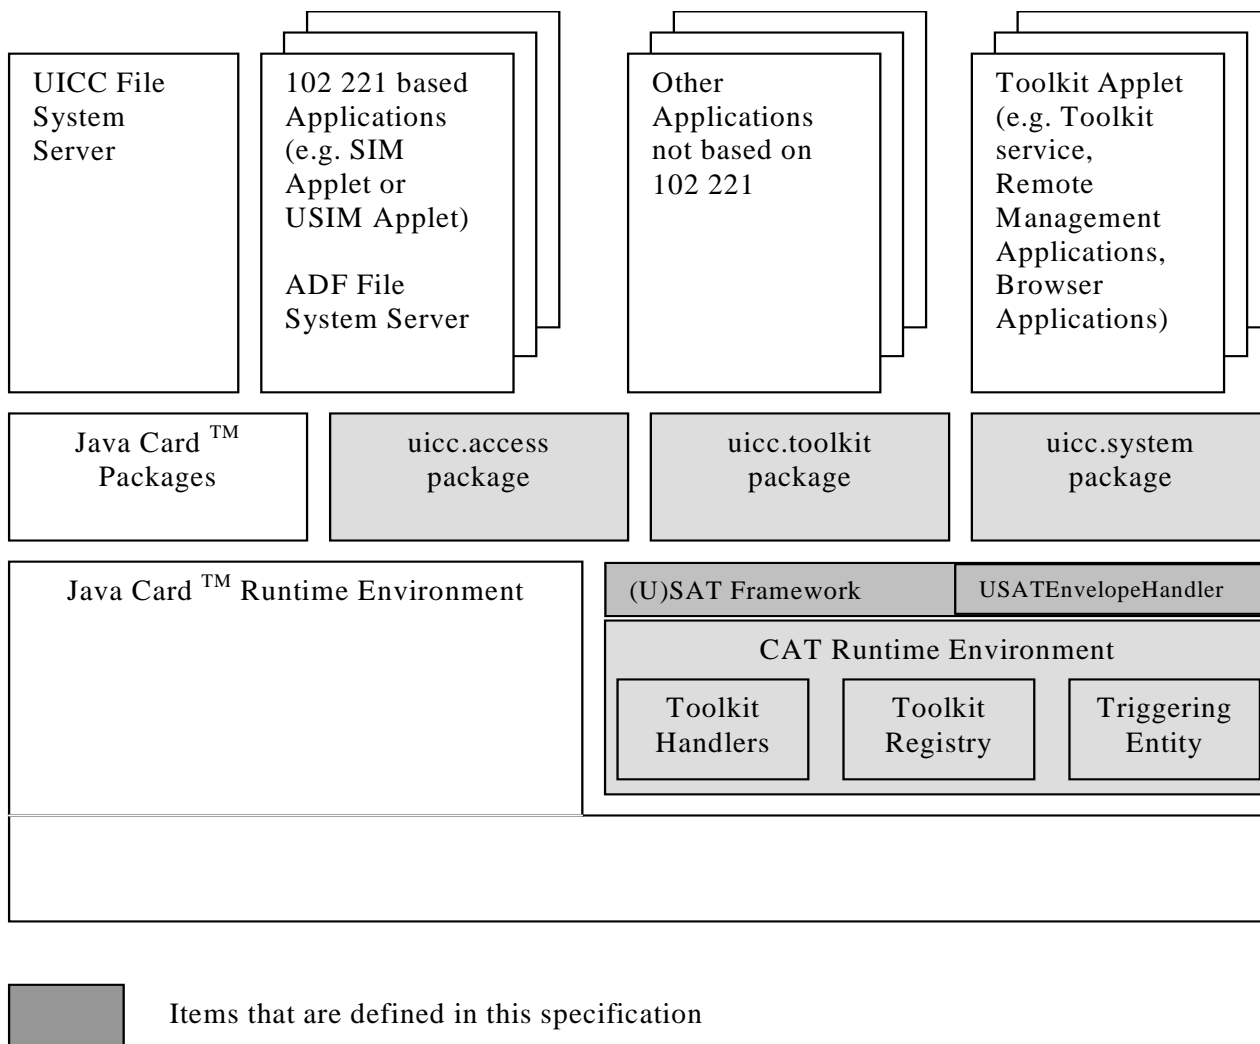 UICC File
System
Server
102 221 based
Applications
(e.g. SIM
Applet or
USIM Applet)
ADF File
System Server
Other
Applications
not based on
102 221
Toolkit Applet
(e.g. Toolkit
service,
Remote
Management
Applications,
Browser
Applications)
Java Card TM
Packages
uicc.access
package
uicc.toolkit
package
uicc.system
package
Java Card TM Runtime Environment
(U)SAT Framework
USATEnvelopeHandler
CAT Runtime Environment
Toolkit
Handlers
Toolkit
Registry
Triggering
Entity
Items that are defined in this specification